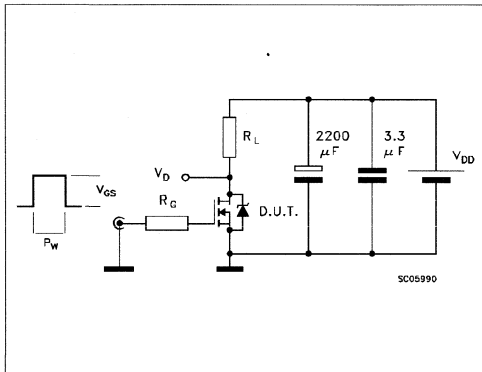 2200
μF
3.3
μF
R_L
V_DD
V_D
V_GS
R_G
D.U.T.
P_W
SC05990